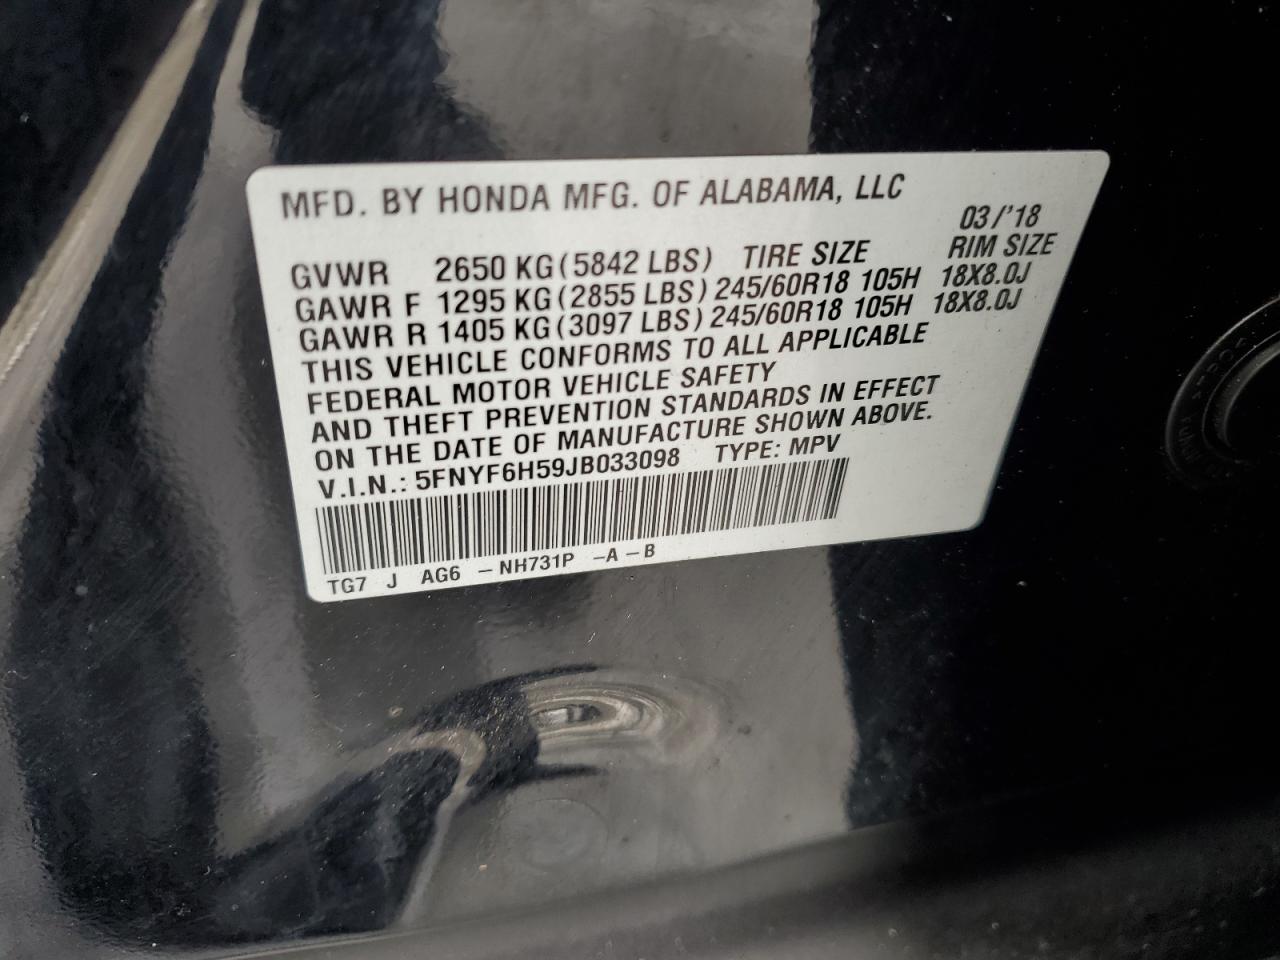 MFD. BY HONDA MFG. OF ALABAMA, LLC
03/'18
GVWR 2650 KG (5842 LBS) TIRE SIZE RIM SIZE
GAWR F 1295 KG (2855 LBS) 245/60R18 105H 18X8.0J
GAWR R 1405 KG (3097 LBS) 245/60R18 105H 18X8.0J
THIS VEHICLE CONFORMS TO ALL APPLICABLE
FEDERAL MOTOR VEHICLE SAFETY
AND THEFT PREVENTION STANDARDS IN EFFECT
ON THE DATE OF MANUFACTURE SHOWN ABOVE.
V.I.N.: 5FNYF6H59JB033098 TYPE: MPV
TG7 J AG6 – NH731P –A – B